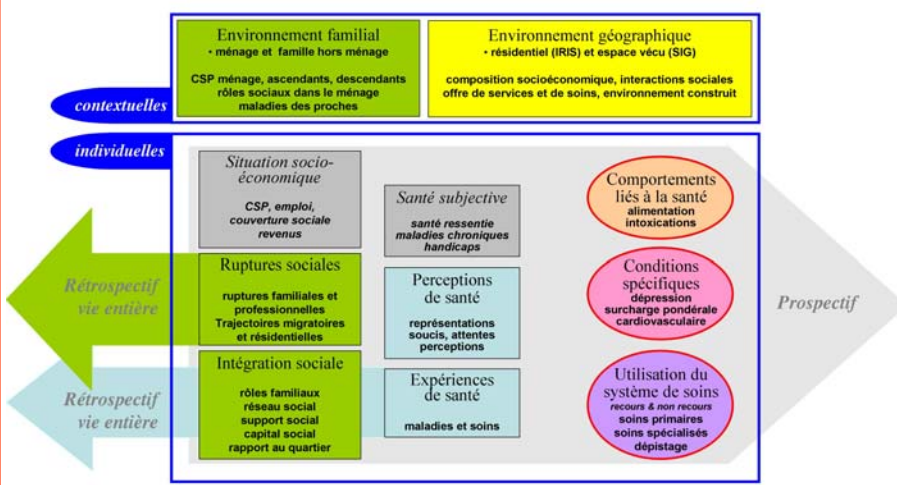 Environnement familial
• ménage et famille hors ménage
CSP ménage, ascendants, descendants
rôles sociaux dans le ménage
maladies des proches
Environnement géographique
• résidentiel (IRIS) et espace vécu (SIG)
composition socioéconomique, interactions sociales
offre de services et de soins, environnement construit
contextuelles
individuelles
Situation socio-
économique
CSP, emploi,
couverture sociale
revenus
Santé subjective
santé ressentie
maladies chroniques
handicaps
Comportements
liés à la santé
alimentation
intoxications
Rétrospectif
vie entière
Ruptures sociales
ruptures familiales et
professionnelles
Trajectoires migratoires
et résidentielles
Perceptions
de santé
représentations
soucis, attentes
perceptions
Conditions
spécifiques
dépression
surcharge pondérale
cardiovasculaire
Prospectif
Rétrospectif
vie entière
Intégration sociale
rôles familiaux
réseau social
support social
capital social
rapport au quartier
Expériences
de santé
maladies et soins
Utilisation du
système de soins
recours & non recours
soins primaires
soins spécialisés
dépistage